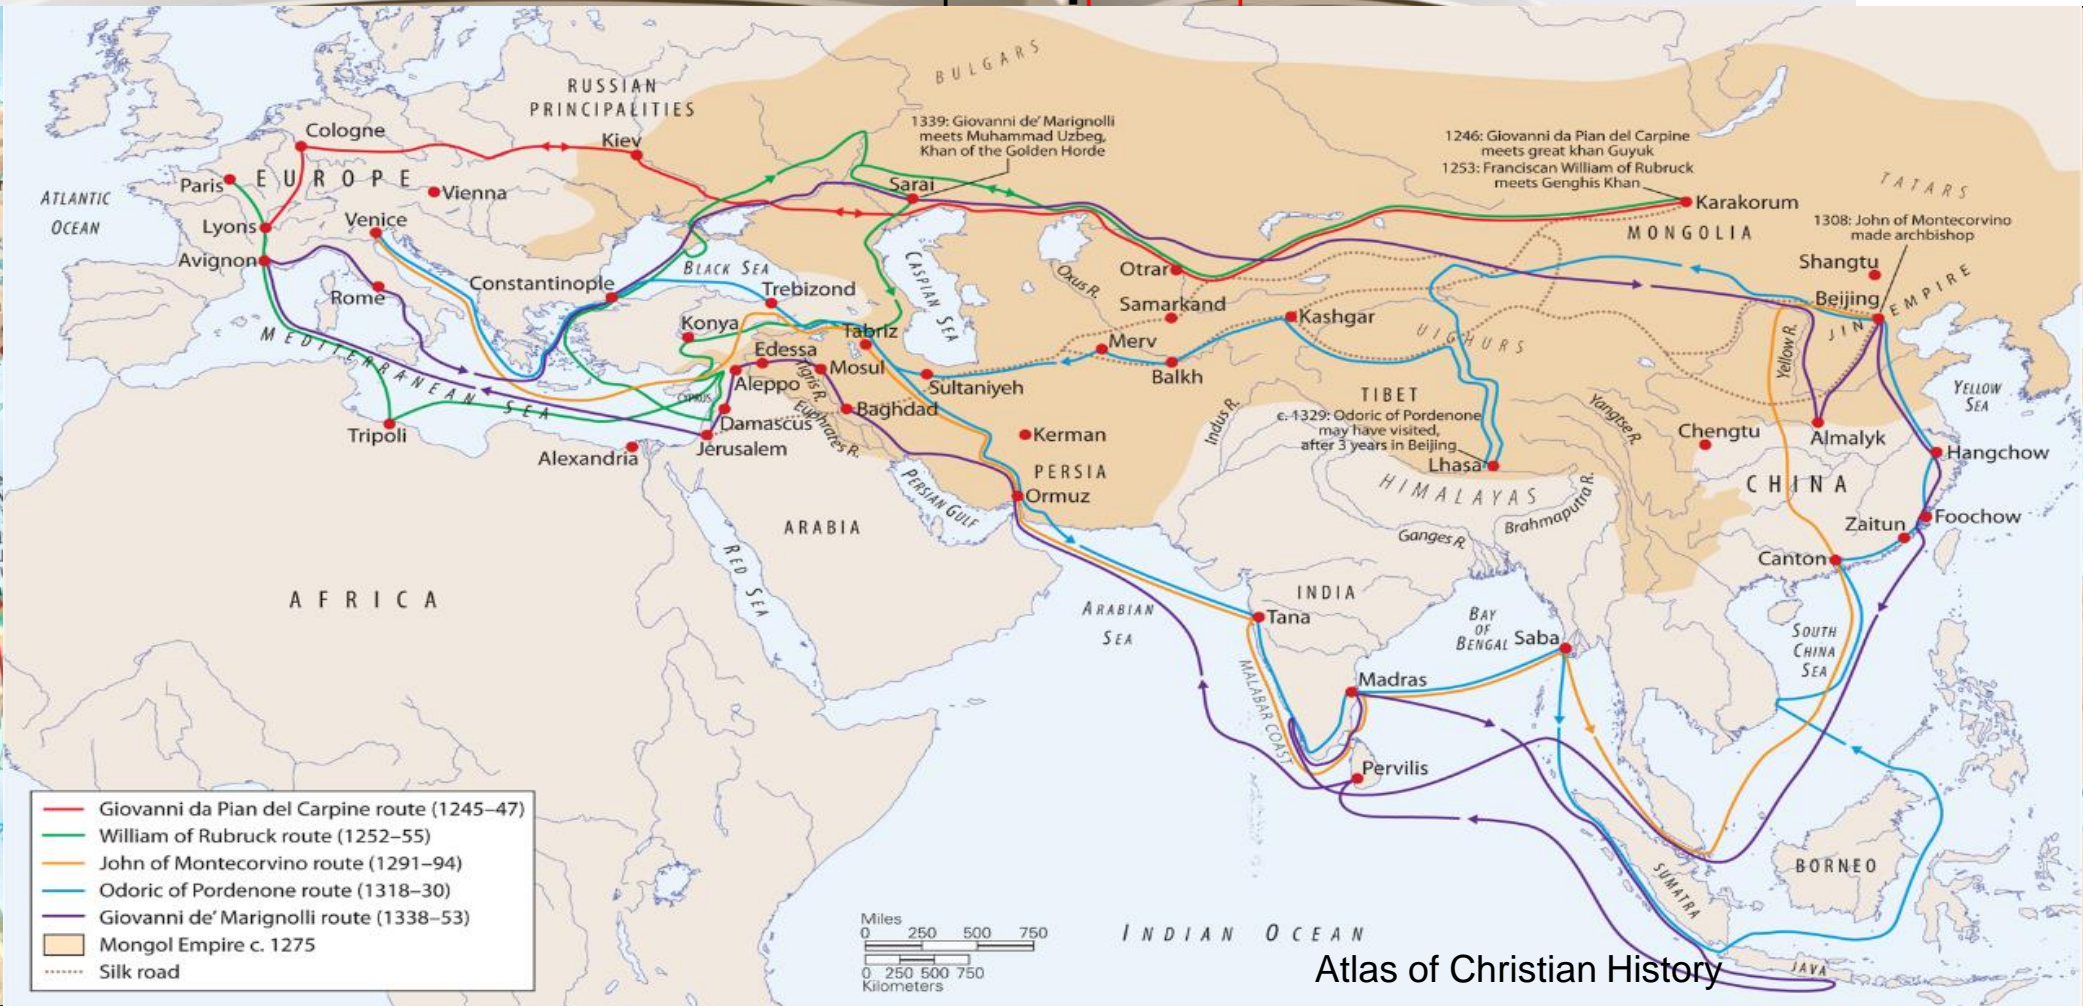 BULGARS
RUSSIAN
PRINCIPALITIES
1339: Giovanni de' Marignolli
meets Muhammad Uzbeg,
Khan of the Golden Horde
1246: Giovanni da Pian del Carpine
meets great khan Guyuk
1253: Franciscan William of Rubruck
meets Genghis Khan
Cologne
Kiev
Paris
EUROPE
Vienna
Sarai
TATARS
Karakorum
ATLANTIC
OCEAN
Lyons
Venice
1308: John of Montecorvino
made archbishop
MONGOLIA
Avignon
BLACK SEA
CASPIAN SEA
Otrar
Shangtu
Rome
Constantinople
Trebizond
Oxus R.
Samarkand
Beijing
JIN EMPIRE
Konya
Tabriz
Kashgar
UIGHURS
Yellow R.
MEDITERRANEAN SEA
Edessa
Mosul
Merv
Aleppo
Tigris R.
Sultaniyeh
Balkh
YELLOW
SEA
CYPRUS
Baghdad
Euphrates R.
TIBET
c. 1329: Odoric of Pordenone
may have visited,
after 3 years in Beijing
Indus R.
Yangtse R.
Tripoli
Damascus
Kerman
Chengtu
Almalyk
Jerusalem
Alexandria
Lhasa
Hangchow
PERSIA
PERSIAN GULF
Ormuz
HIMALAYAS
CHINA
Brahmaputra R.
Ganges R.
ARABIA
Zaitun
Foochow
RED SEA
Canton
AFRICA
INDIA
ARABIAN
SEA
Tana
BAY
OF
BENGAL
Saba
SOUTH
CHINA
SEA
MALABAR COAST
Madras
Pervilis
Giovanni da Pian del Carpine route (1245–47)
William of Rubruck route (1252–55)
John of Montecorvino route (1291–94)
Odoric of Pordenone route (1318–30)
Giovanni de' Marignolli route (1338–53)
Mongol Empire c. 1275
Silk road
BORNEO
SUMATRA
Miles
0 250 500 750
0 250 500 750
Kilometers
INDIAN OCEAN
JAVA
Atlas of Christian History